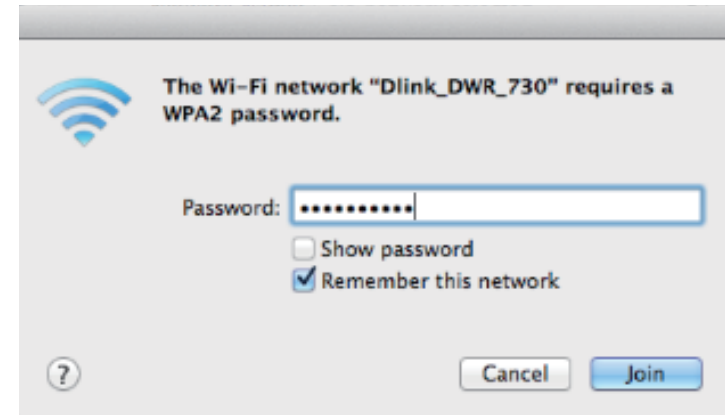 The Wi-Fi network “Dlink_DWR_730” requires a
WPA2 password.
Password: ••••••••••
Show password
Remember this network
? Cancel Join